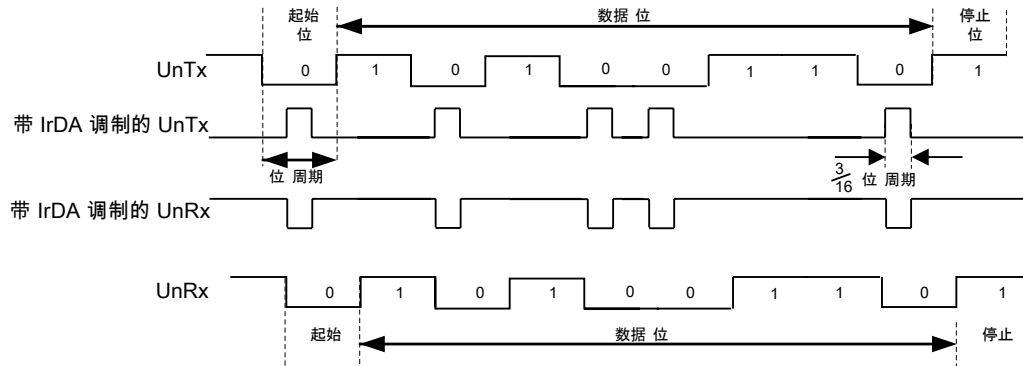 起始 位
数据 位
停止 位
UnTx
0 1 0 1 0 0 1 1 0 1
带 IrDA 调制的 UnTx
位 周期
3/16 位 周期
带 IrDA 调制的 UnRx
UnRx
0 1 0 1 0 0 1 1 0 1
起始
数据 位
停止